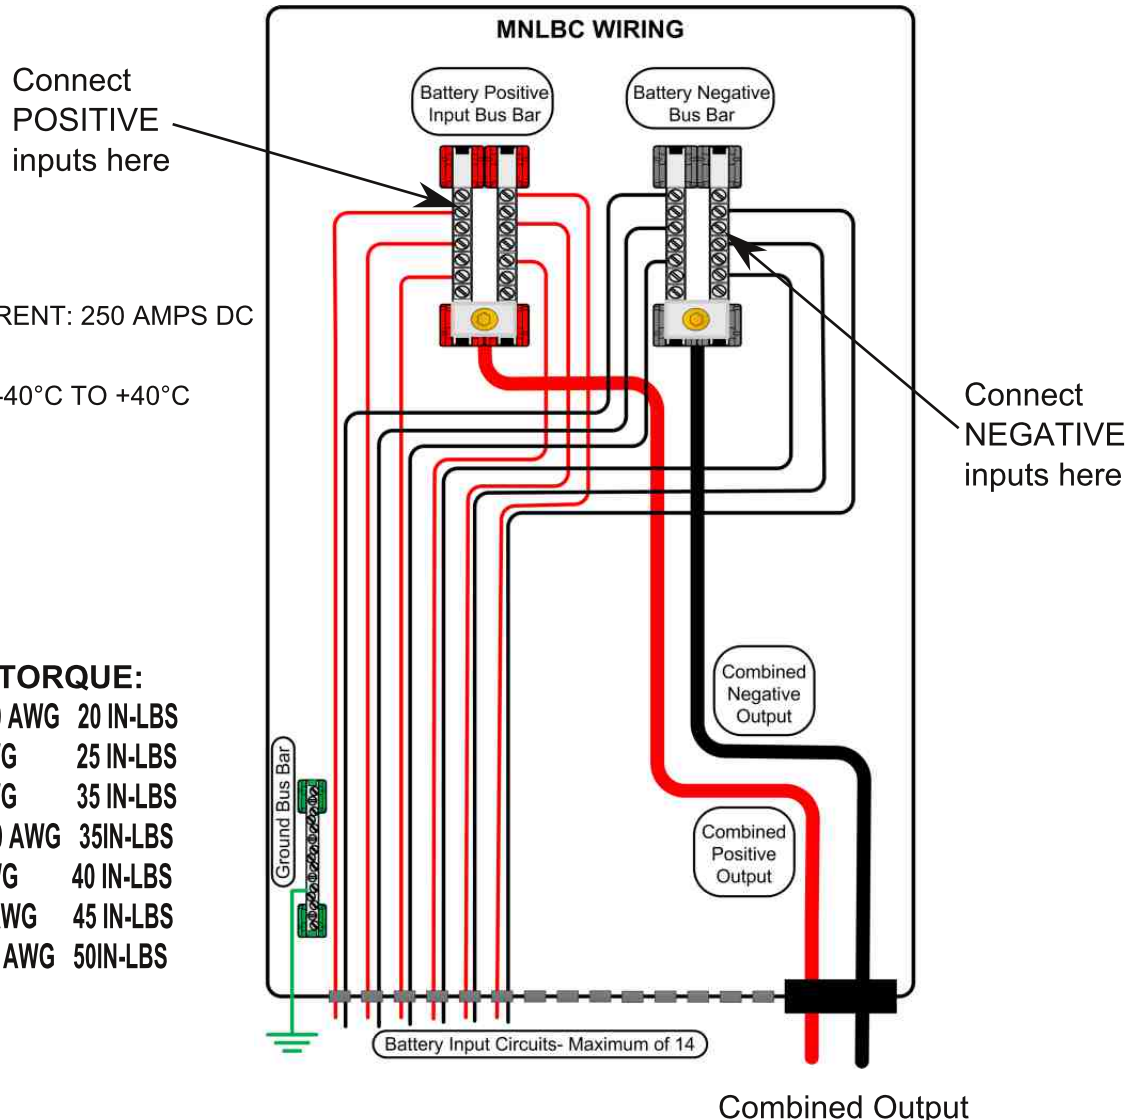 MNLBC WIRING
Connect
POSITIVE
inputs here
Battery Positive
Input Bus Bar
Battery Negative
Bus Bar
RENT: 250 AMPS DC
-40°C TO +40°C
Connect
NEGATIVE
inputs here
TORQUE:
AWG 20 IN-LBS
25 IN-LBS
35 IN-LBS
AWG 35IN-LBS
40 IN-LBS
AWG 45 IN-LBS
AWG 50IN-LBS
Ground Bus Bar
Combined
Negative
Output
Combined
Positive
Output
Battery Input Circuits- Maximum of 14
Combined Output